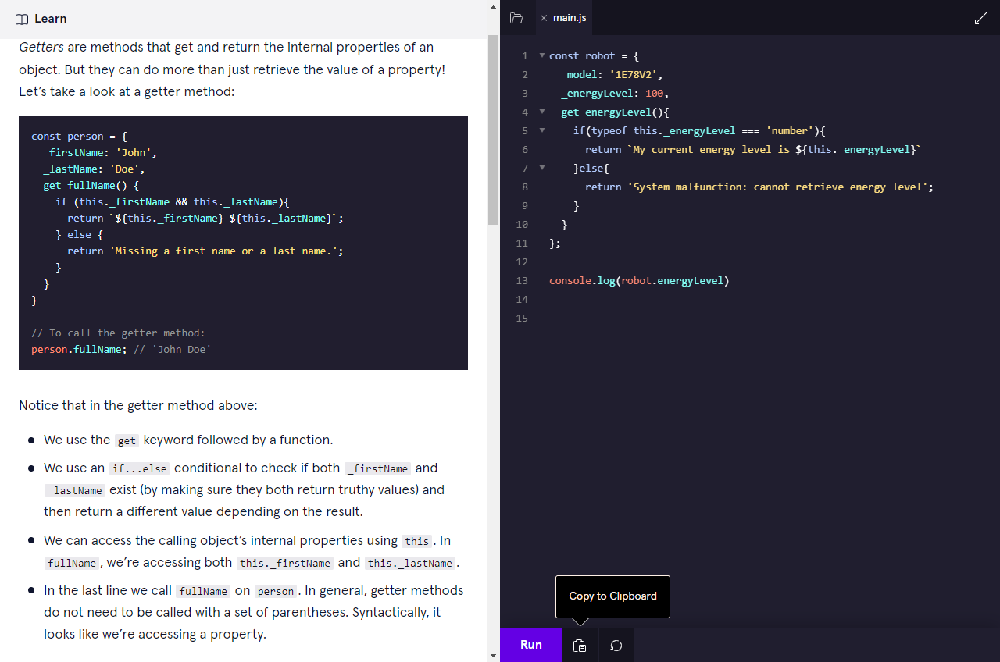 Learn
Getters are methods that get and return the internal properties of an
object. But they can do more than just retrieve the value of a property!
Let’s take a look at a getter method:
const person = {
  _firstName: 'John',
  _lastName: 'Doe',
  get fullName() {
    if (this._firstName && this._lastName){
      return `${this._firstName} ${this._lastName}`;
    } else {
      return 'Missing a first name or a last name.';
    }
  }
}
// To call the getter method:
person.fullName; // 'John Doe'
Notice that in the getter method above:
● We use the get keyword followed by a function.
● We use an if...else conditional to check if both _firstName and
_lastName exist (by making sure they both return truthy values) and
then return a different value depending on the result.
● We can access the calling object’s internal properties using this. In
fullName, we’re accessing both this._firstName and this._lastName.
● In the last line we call fullName on person. In general, getter methods
do not need to be called with a set of parentheses. Syntactically, it
looks like we’re accessing a property.
main.js
1 const robot = {
2   _model: '1E78V2',
3   _energyLevel: 100,
4   get energyLevel(){
5     if(typeof this._energyLevel === 'number'){
6       return `My current energy level is ${this._energyLevel}`
7     }else{
8       return 'System malfunction: cannot retrieve energy level';
9     }
10   }
11 };
12
13 console.log(robot.energyLevel)
14
15
Copy to Clipboard
Run